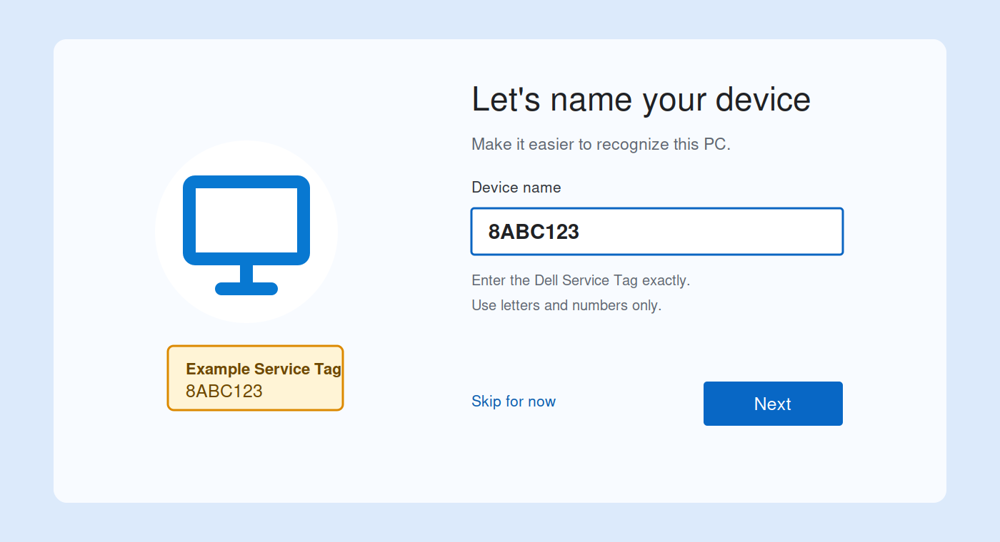 Let's name your device
Make it easier to recognize this PC.
Device name
8ABC123
Enter the Dell Service Tag exactly.
Use letters and numbers only.
Example Service Tag
8ABC123
Skip for now
Next